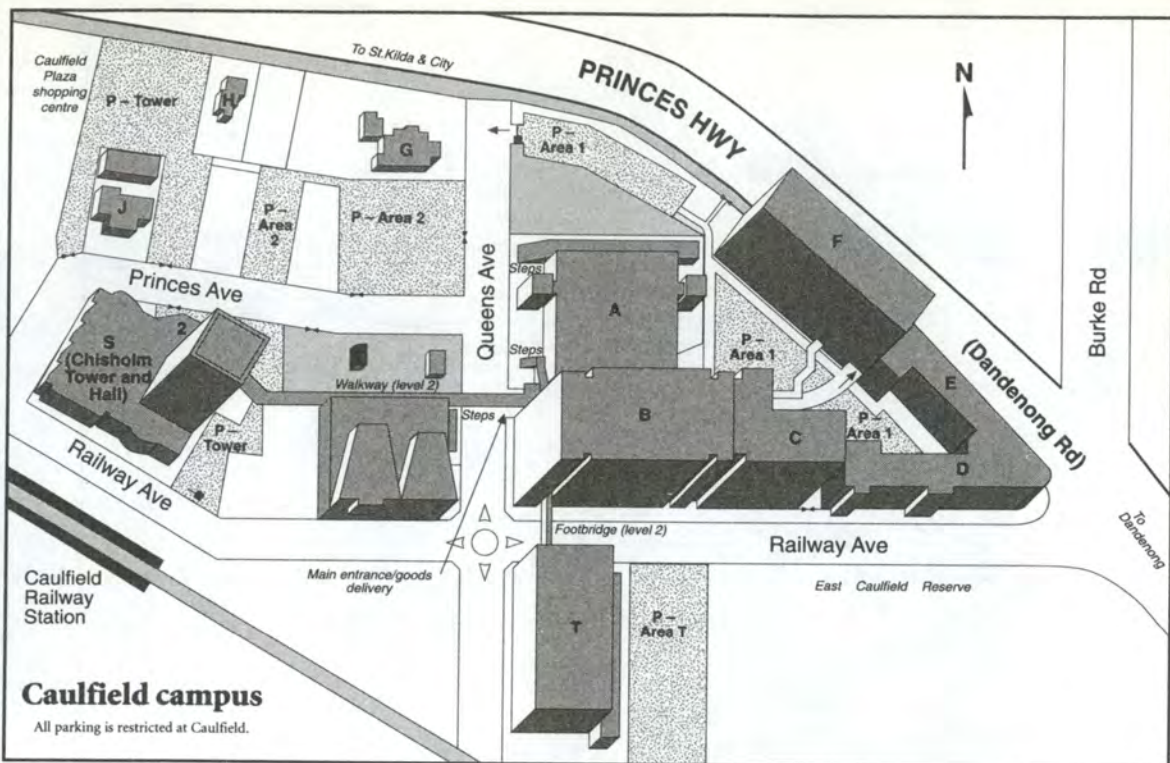 Caulfield
Plaza
shopping
centre
P – Tower
H
To St.Kilda & City
PRINCES HWY
N
G
P –
Area 1
J
P –
Area
2
P – Area 2
Queens Ave
Steps
F
Burke Rd
Princes Ave
A
P –
Area 1
S
(Chisholm
Tower and
Hall)
2
Steps
E
(Dandenong Rd)
Walkway (level 2)
Steps
B
C
P –
Area 1
D
P –
Tower
Railway Ave
To
Dandenong
Footbridge (level 2)
Railway Ave
Main entrance/goods
delivery
East Caulfield Reserve
Caulfield
Railway
Station
T
P –
Area T
Caulfield campus
All parking is restricted at Caulfield.